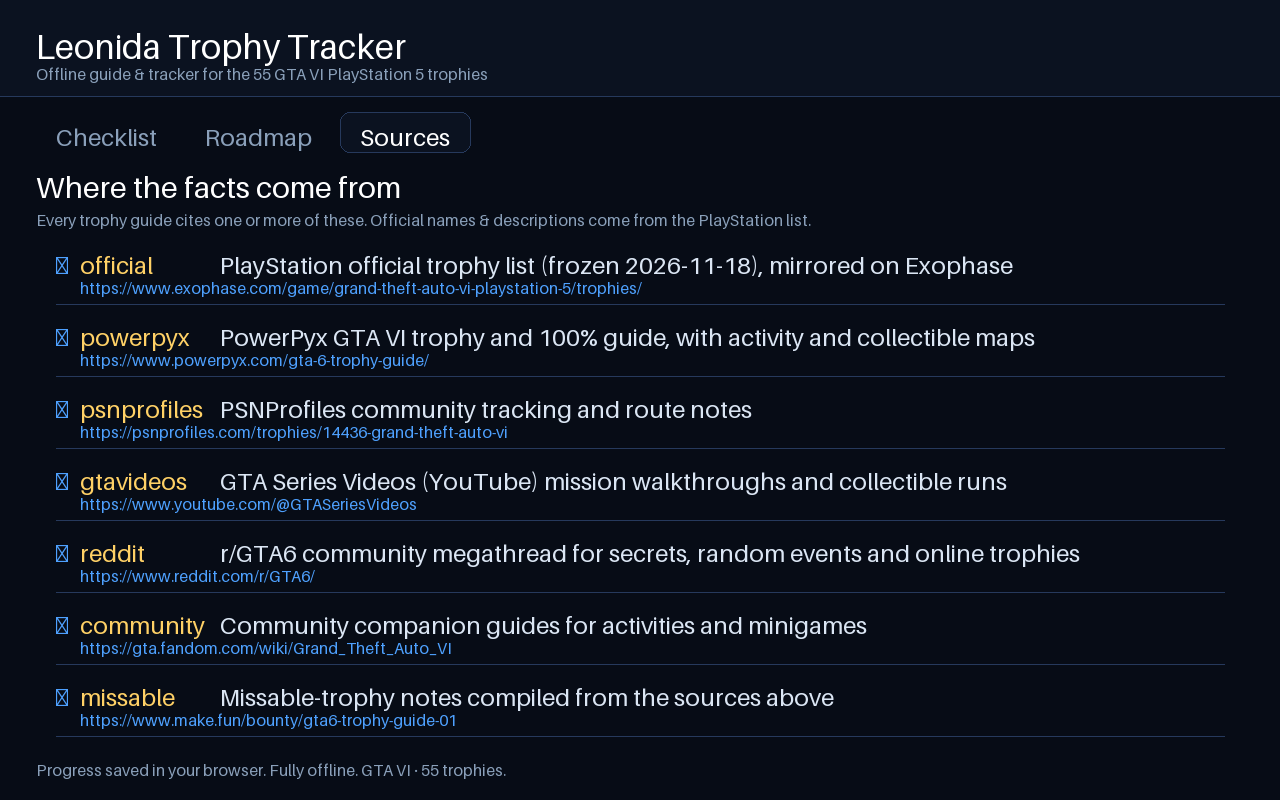 Leonida Trophy Tracker
Offline guide & tracker for the 55 GTA VI PlayStation 5 trophies
Checklist Roadmap Sources
Where the facts come from
Every trophy guide cites one or more of these. Official names & descriptions come from the PlayStation list.
official PlayStation official trophy list (frozen 2026-11-18), mirrored on Exophase
https://www.exophase.com/game/grand-theft-auto-vi-playstation-5/trophies/
powerpyx PowerPyx GTA VI trophy and 100% guide, with activity and collectible maps
https://www.powerpyx.com/gta-6-trophy-guide/
psnprofiles PSNProfiles community tracking and route notes
https://psnprofiles.com/trophies/14436-grand-theft-auto-vi
gtavideos GTA Series Videos (YouTube) mission walkthroughs and collectible runs
https://www.youtube.com/@GTASeriesVideos
reddit r/GTA6 community megathread for secrets, random events and online trophies
https://www.reddit.com/r/GTA6/
community Community companion guides for activities and minigames
https://gta.fandom.com/wiki/Grand_Theft_Auto_VI
missable Missable-trophy notes compiled from the sources above
https://www.make.fun/bounty/gta6-trophy-guide-01
Progress saved in your browser. Fully offline. GTA VI · 55 trophies.